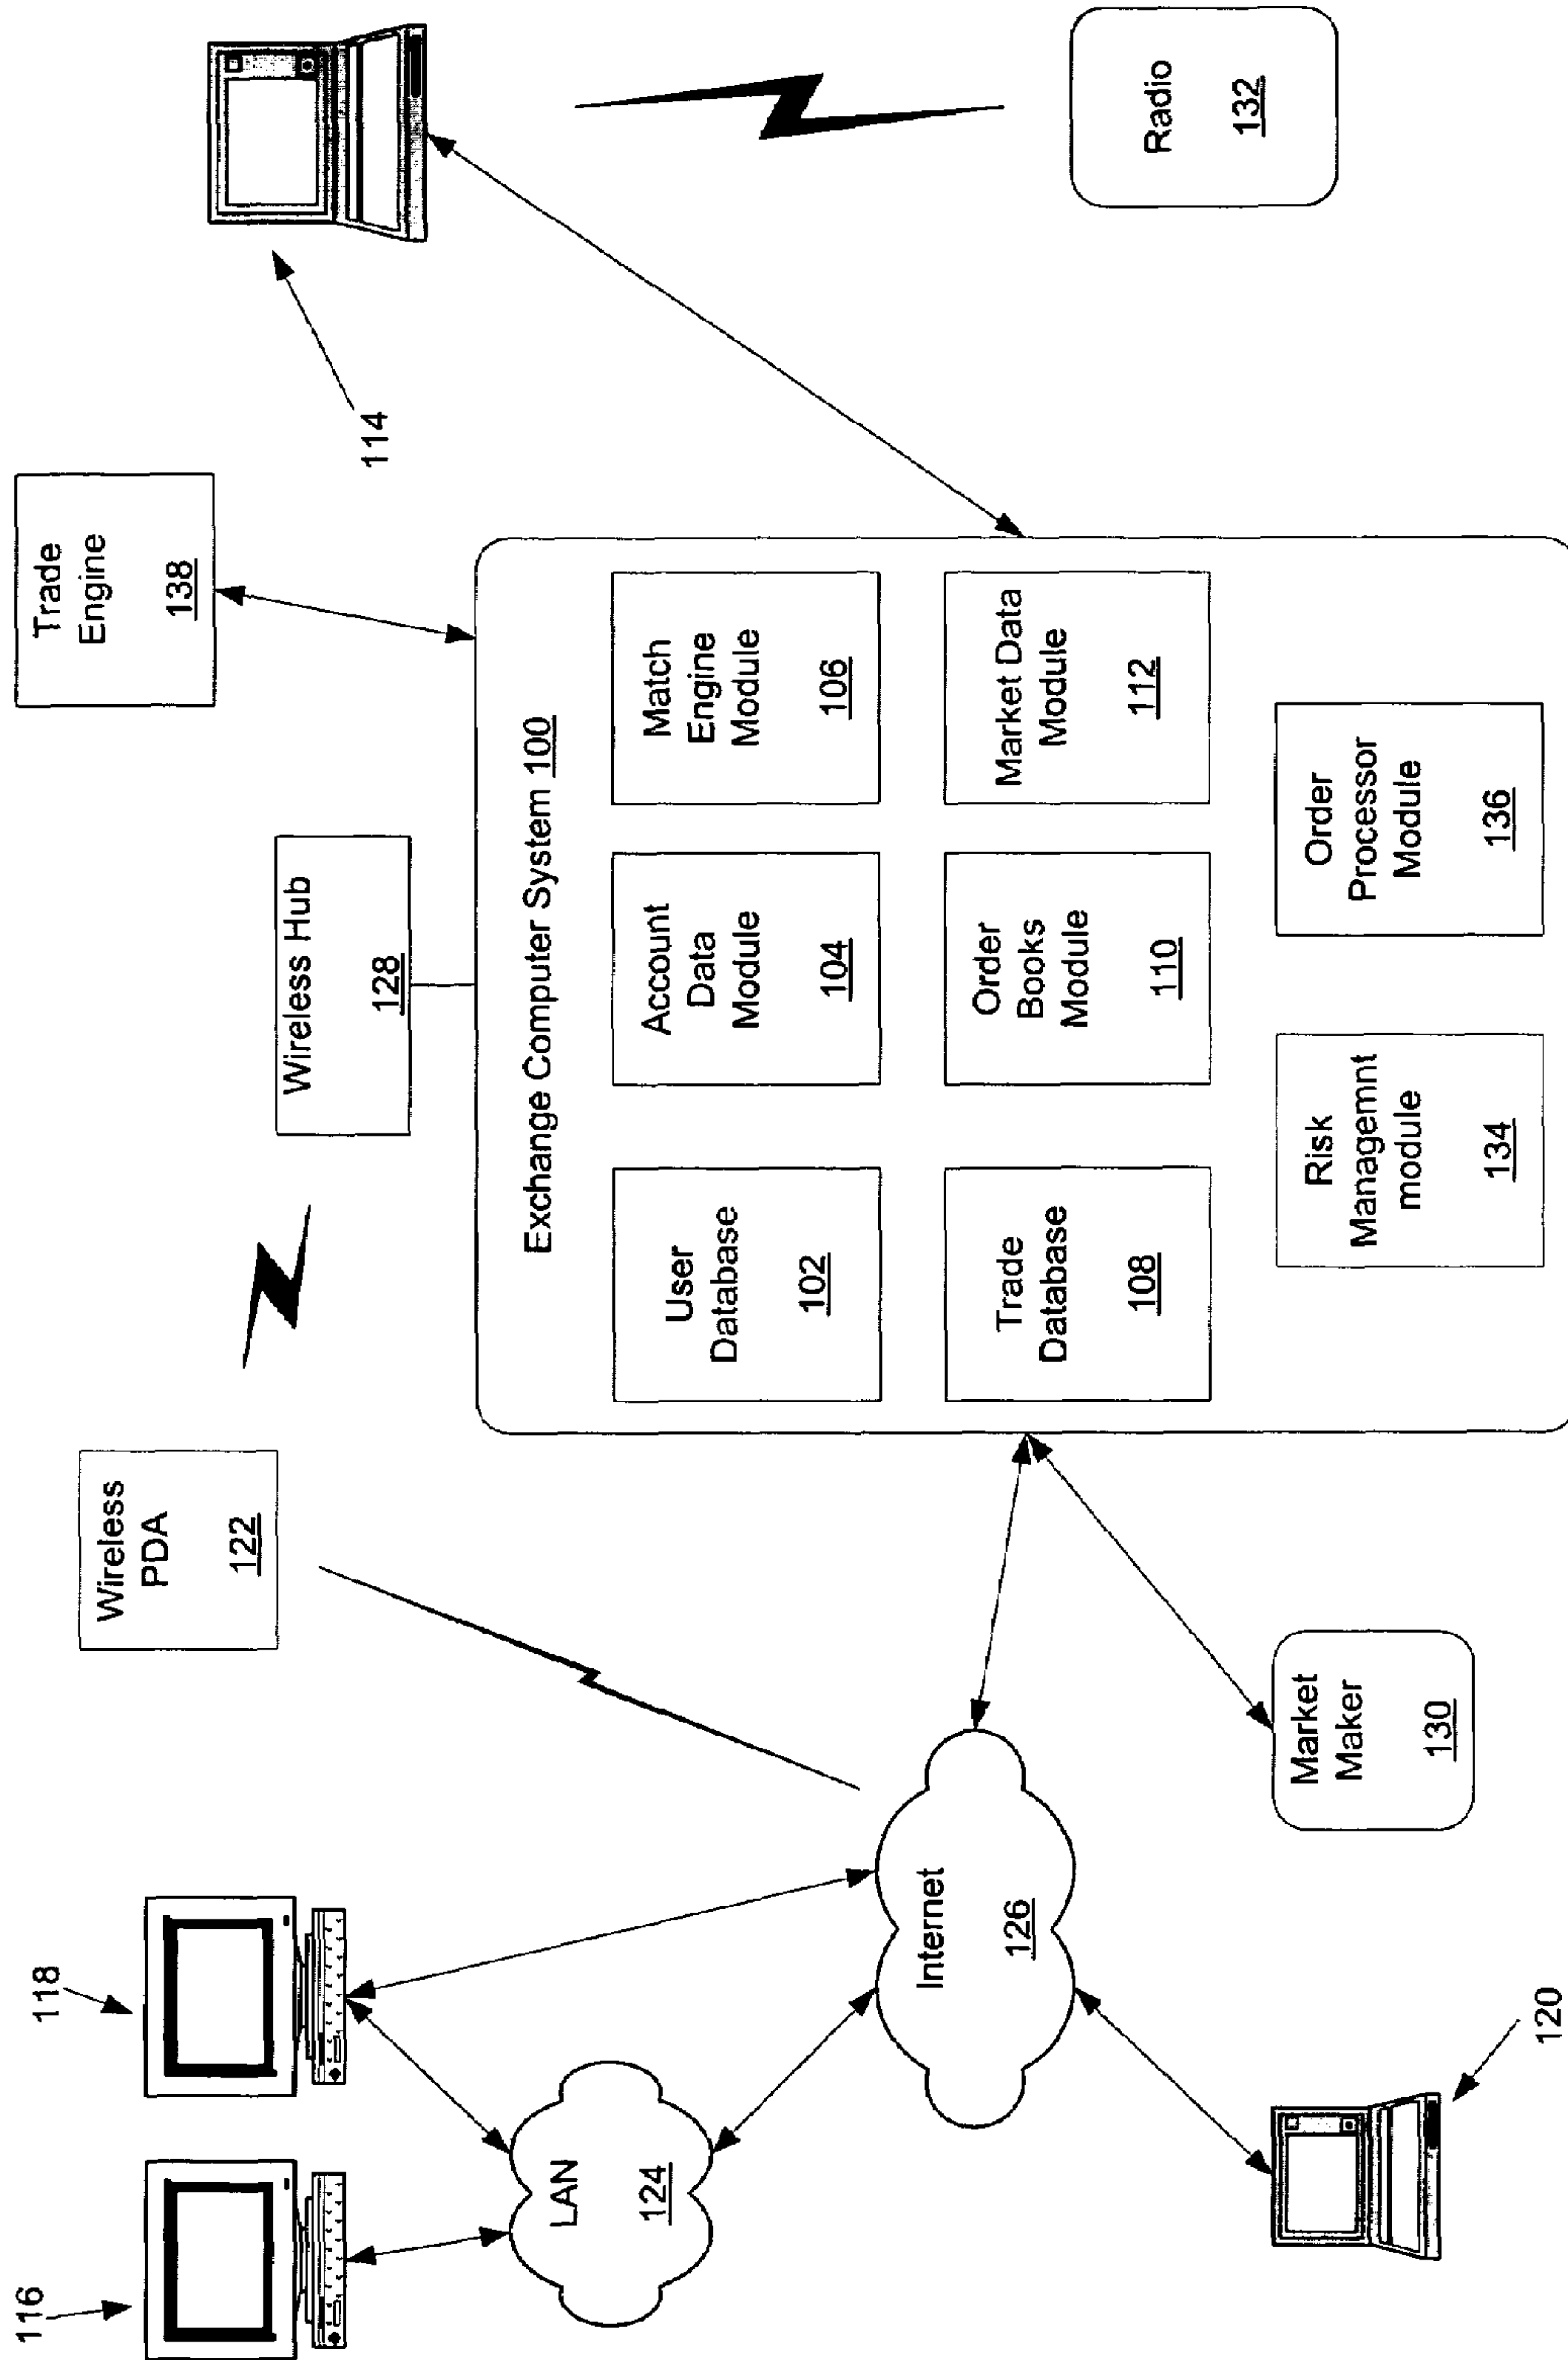 Trade
Engine
138
114
Wireless Hub
128
Wireless
PDA
122
118
116
Exchange Computer System 100
User
Database
102
Account
Data
Module
104
Match
Engine
Module
106
Trade
Database
108
Order
Books
Module
110
Market Data
Module
112
Risk
Managemnt
module
134
Order
Processor
Module
136
LAN
124
Internet
126
Market
Maker
130
Radio
132
120